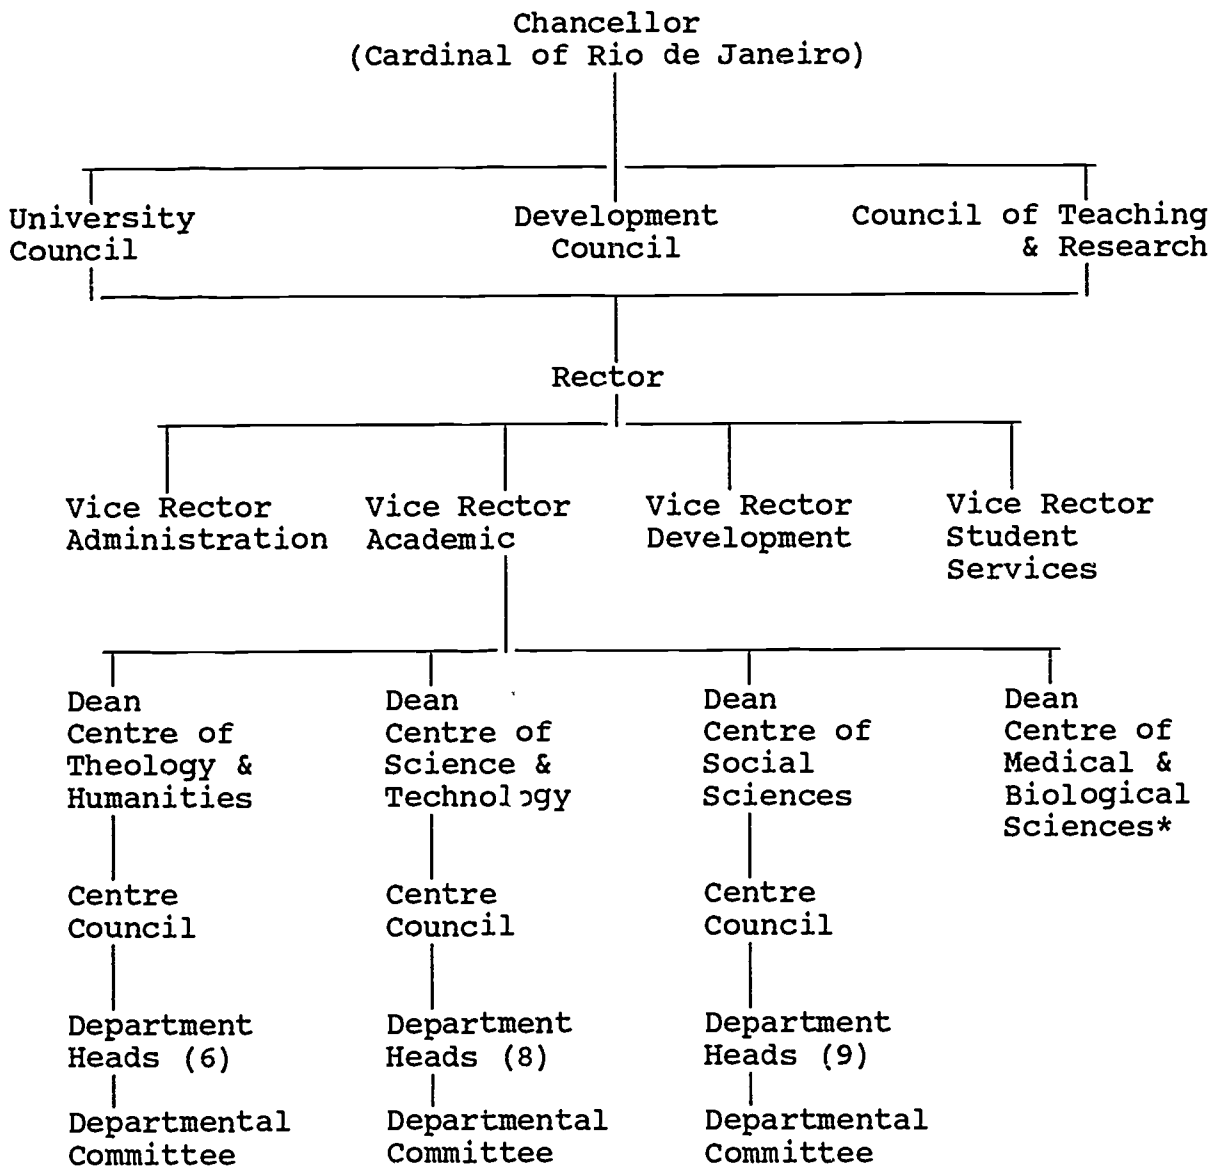 Chancellor
(Cardinal of Rio de Janeiro)
University
Council
Development
Council
Council of Teaching
& Research
Rector
Vice Rector
Administration
Vice Rector
Academic
Vice Rector
Development
Vice Rector
Student
Services
Dean
Centre of
Theology &
Humanities
Dean
Centre of
Science &
Technology
Dean
Centre of
Social
Sciences
Dean
Centre of
Medical &
Biological
Sciences*
Centre
Council
Centre
Council
Centre
Council
Department
Heads (6)
Department
Heads (8)
Department
Heads (9)
Departmental
Committee
Departmental
Committee
Departmental
Committee